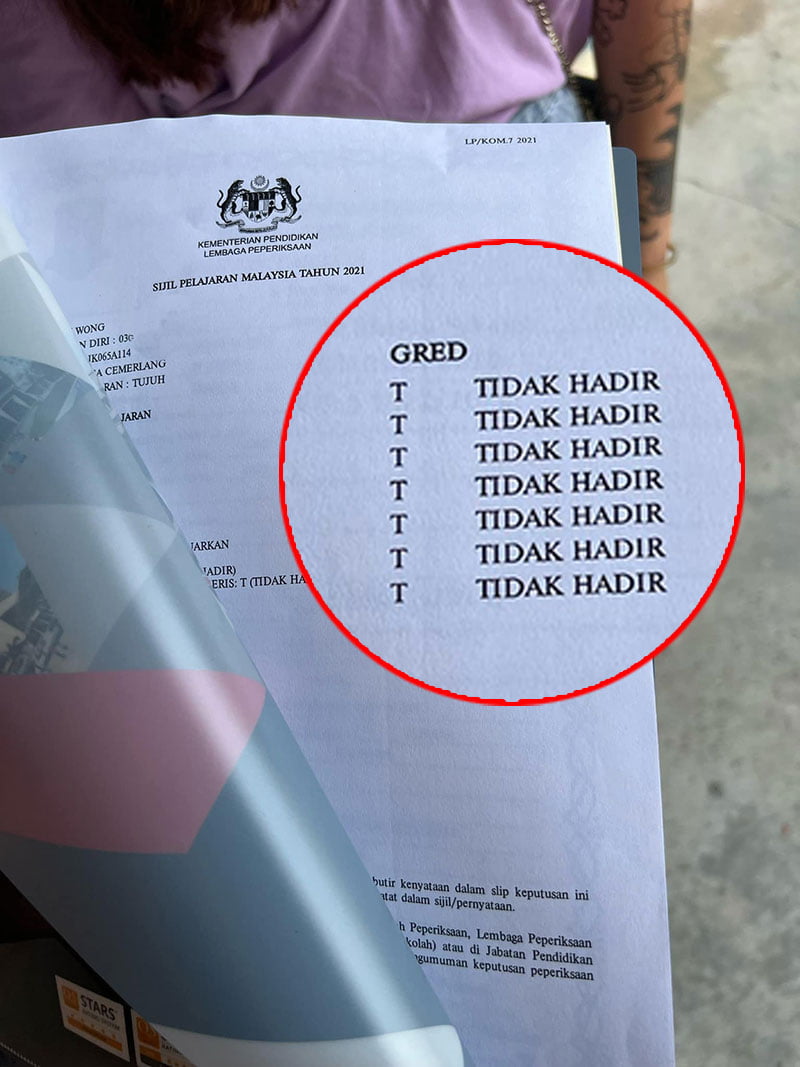 LP/KOM.7 2021
KEMENTERIAN PENDIDIKAN
LEMBAGA PEPERIKSAAN
SIJIL PELAJARAN MALAYSIA TAHUN 2021
WONG
N DIRI : 030
JK065A114
A CEMERLANG
RAN : TUJUH
JARAN
GRED
T TIDAK HADIR
T TIDAK HADIR
T TIDAK HADIR
T TIDAK HADIR
T TIDAK HADIR
T TIDAK HADIR
T TIDAK HADIR
JARKAN
HADIR)
ERIS: T (TIDAK HA
butir kenyataan dalam slip keputusan ini
atat dalam sijil/pernyataan.
h Peperiksaan, Lembaga Peperiksaan
kolah) atau di Jabatan Pendidikan
ngumuman keputusan peperiksaan
STARS